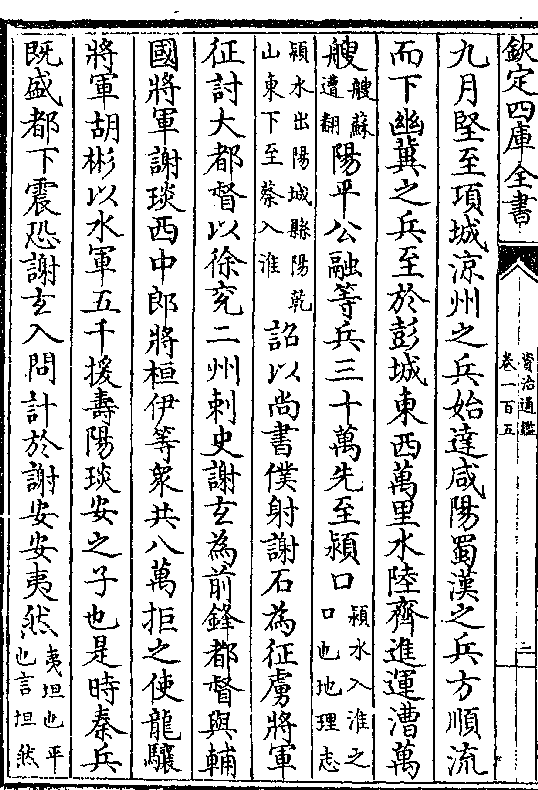 欽定四庫全書
資治通鑑
卷一百五
二
九月堅至項城涼州之兵始達咸陽蜀漢之兵方順流
而下幽冀之兵至於彭城東西萬里水陸齊進運漕萬
艘艘蘇遭翻陽平公融等兵三十萬先至潁口潁水入淮之口也地理志
潁水出陽城縣陽乾山東下至蔡入淮詔以尚書僕射謝石為征虜將軍
征討大都督以徐兗二州刺史謝玄為前鋒都督與輔
國將軍謝琰西中郎將桓伊等衆共八萬拒之使龍驤
將軍胡彬以水軍五千援壽陽琰安之子也是時秦兵
既盛都下震恐謝玄入問計於謝安安夷然夷坦也平也言坦然